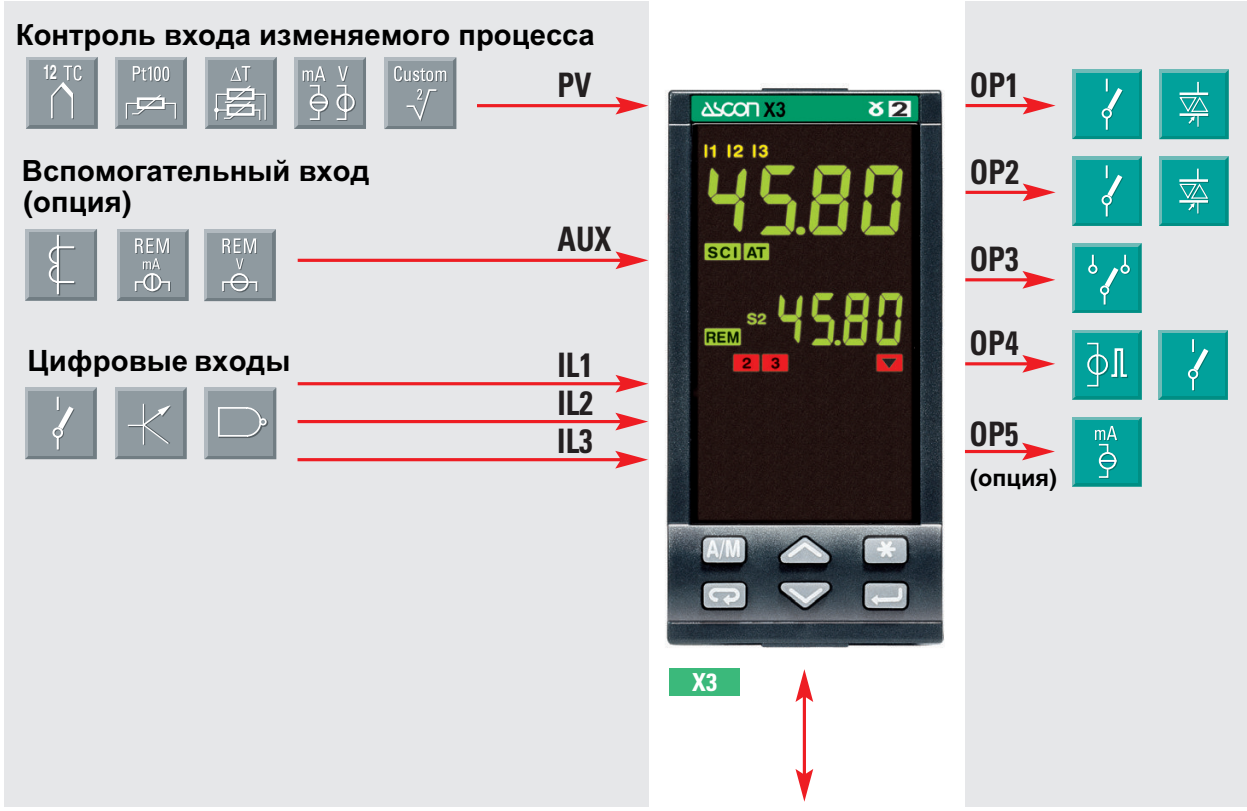 Контроль входа изменяемого процесса
12 TC
Pt100
ΔT
mA V
Custom
2√
PV
Вспомогательный вход
(опция)
REM
mA
REM
V
AUX
Цифровые входы
IL1
IL2
IL3
ASCON X3
2
I1 I2 I3
45.80
SCI AT
S2 45.80
REM
2 3
A/M
X3
OP1
OP2
OP3
OP4
OP5
(опция)
mA